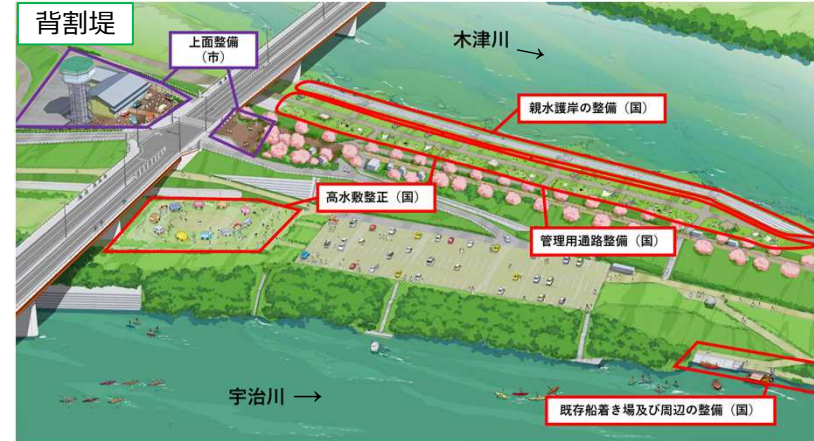 背割堤
上面整備
（市）
木津川 →
親水護岸の整備（国）
高水敷整正（国）
管理用通路整備（国）
宇治川 →
既存船着き場及び周辺の整備（国）